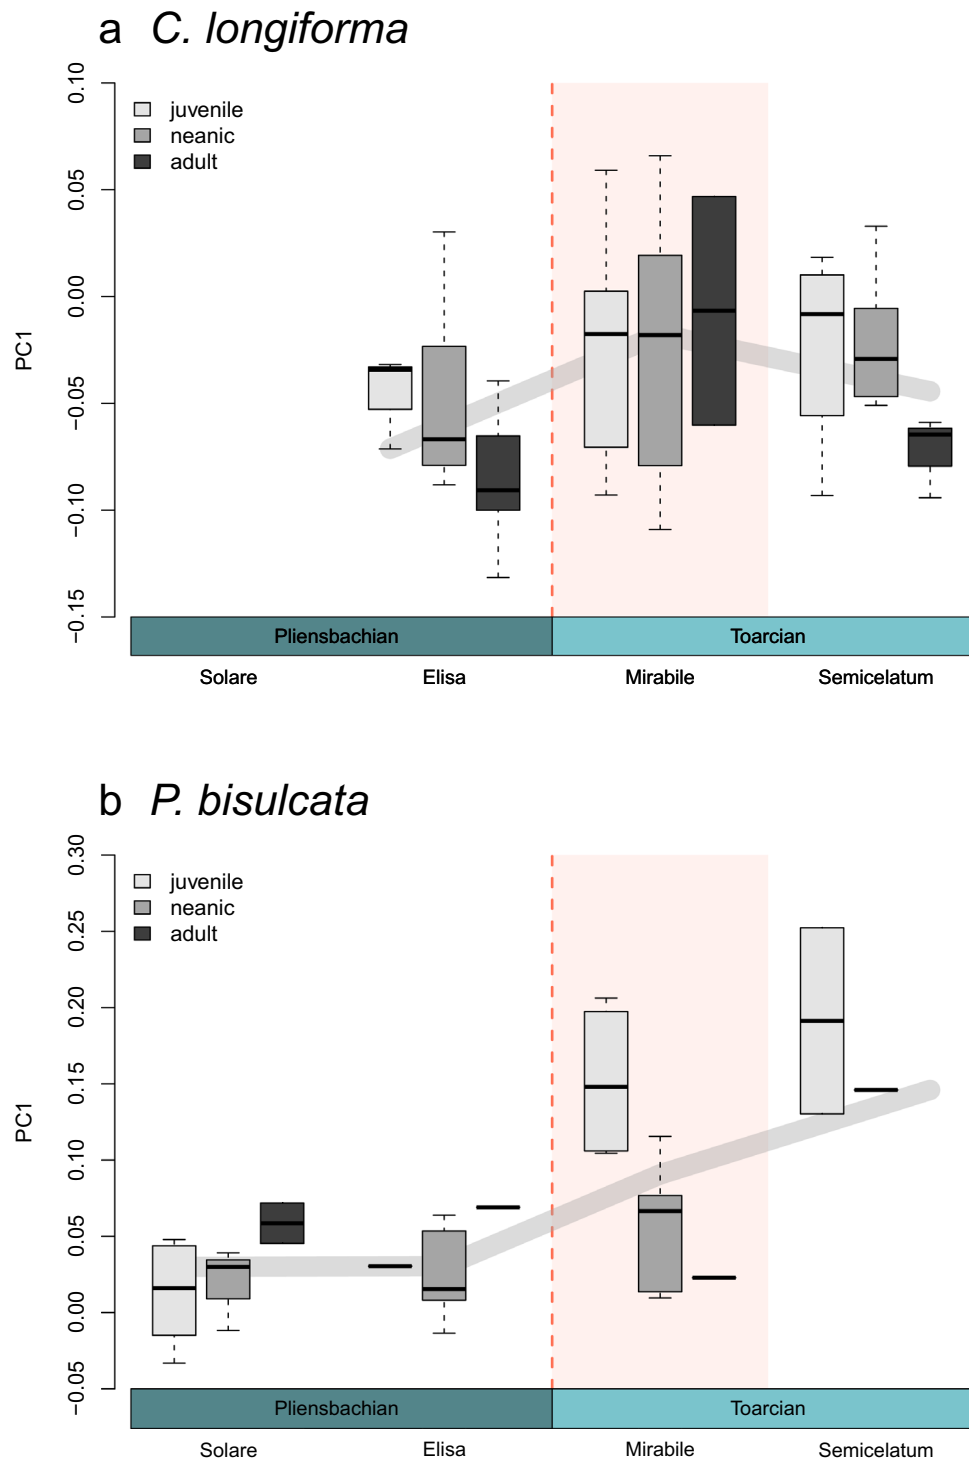 a C. longiforma
0.10
juvenile
neanic
adult
0.05
0.00
PC1
−0.05
−0.10
−0.15
Pliensbachian Toarcian
Solare Elisa Mirabile Semicelatum
b P. bisulcata
0.30
juvenile
neanic
adult
0.25
0.20
0.15
PC1
0.10
0.05
0.00
−0.05
Pliensbachian Toarcian
Solare Elisa Mirabile Semicelatum